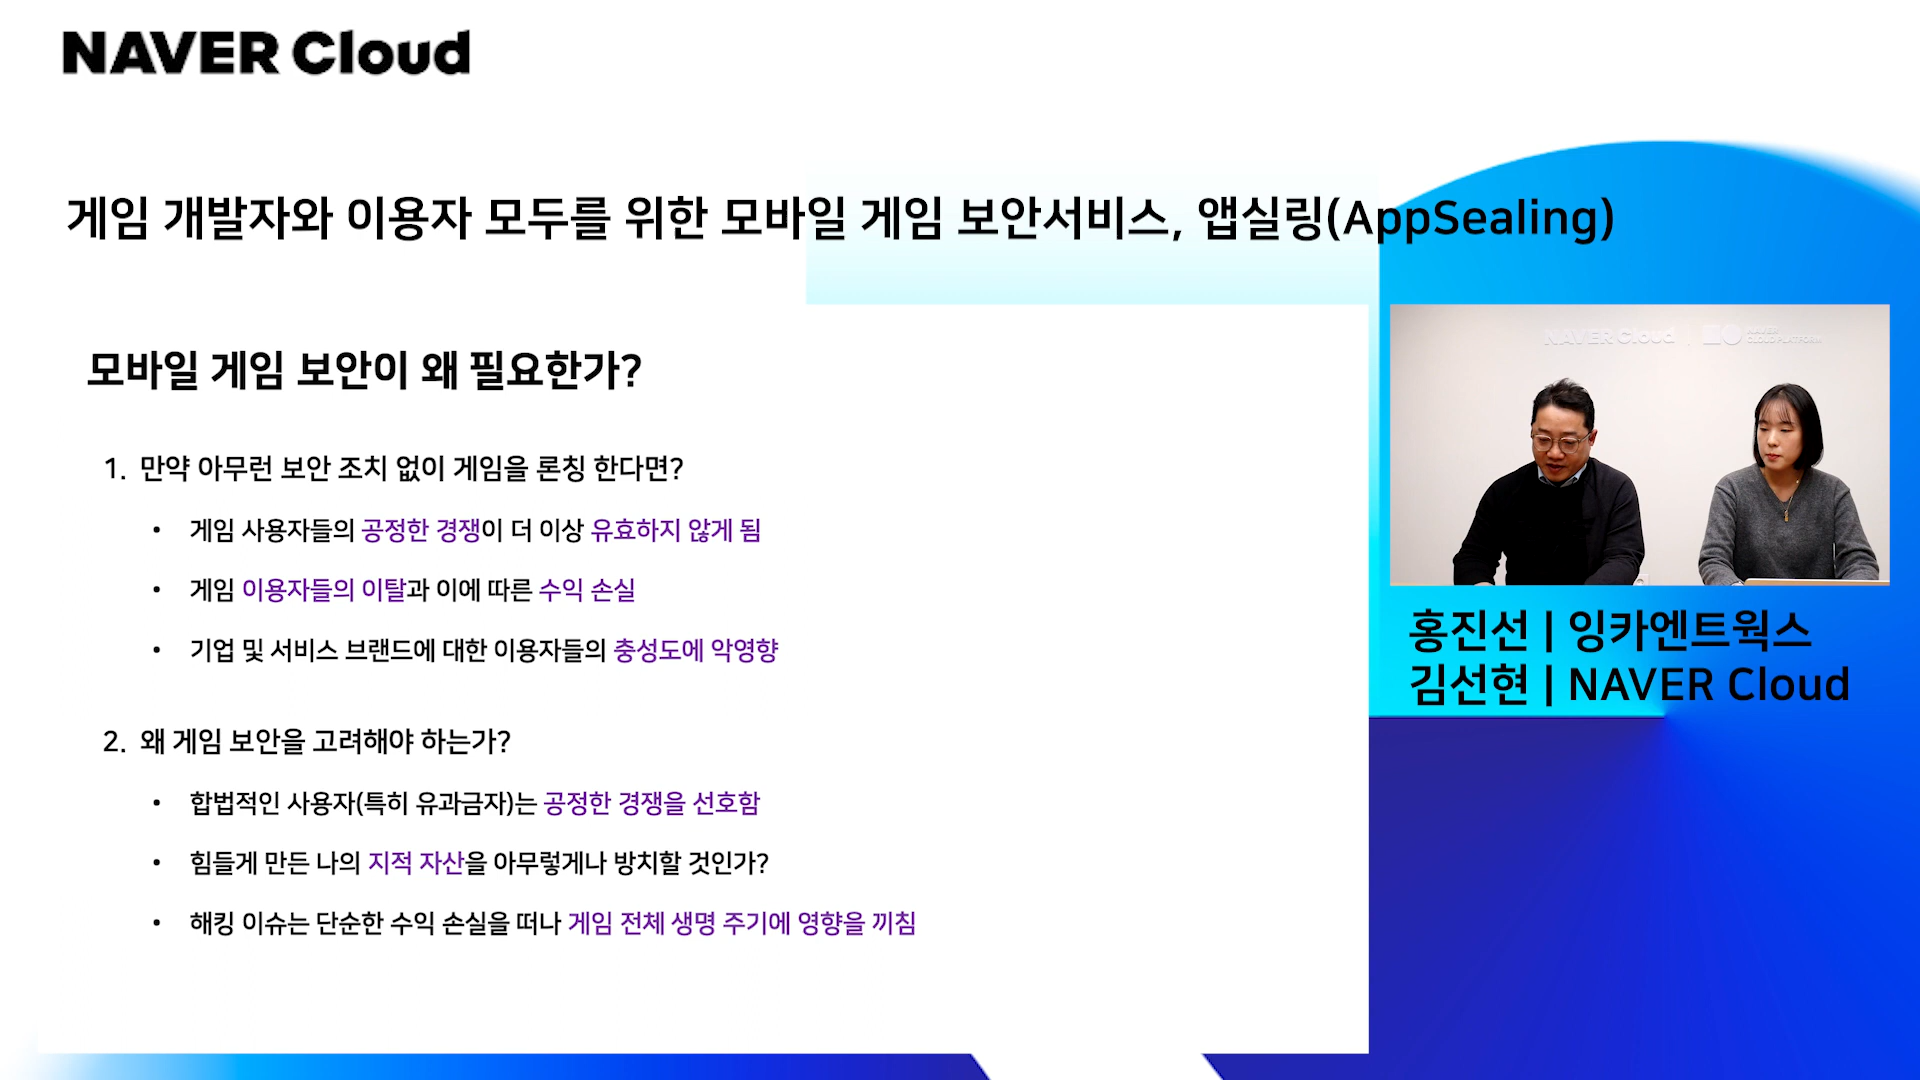 NAVER Cloud
게임 개발자와 이용자 모두를 위한 모바일 게임 보안서비스, 앱실링(AppSealing)
모바일 게임 보안이 왜 필요한가?
1. 만약 아무런 보안 조치 없이 게임을 론칭 한다면?
• 게임 사용자들의 공정한 경쟁이 더 이상 유효하지 않게 됨
• 게임 이용자들의 이탈과 이에 따른 수익 손실
• 기업 및 서비스 브랜드에 대한 이용자들의 충성도에 악영향
2. 왜 게임 보안을 고려해야 하는가?
• 합법적인 사용자(특히 유과금자)는 공정한 경쟁을 선호함
• 힘들게 만든 나의 지적 자산을 아무렇게나 방치할 것인가?
• 해킹 이슈는 단순한 수익 손실을 떠나 게임 전체 생명 주기에 영향을 끼침
NAVER Cloud
NAVER
CLOUD PLATFORM
홍진선 | 잉카엔트웍스
김선현 | NAVER Cloud